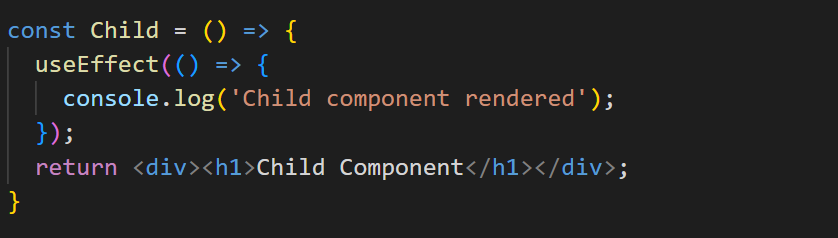 const Child = () => {
  useEffect(() => {
    console.log('Child component rendered');
  });
  return <div><h1>Child Component</h1></div>;
}